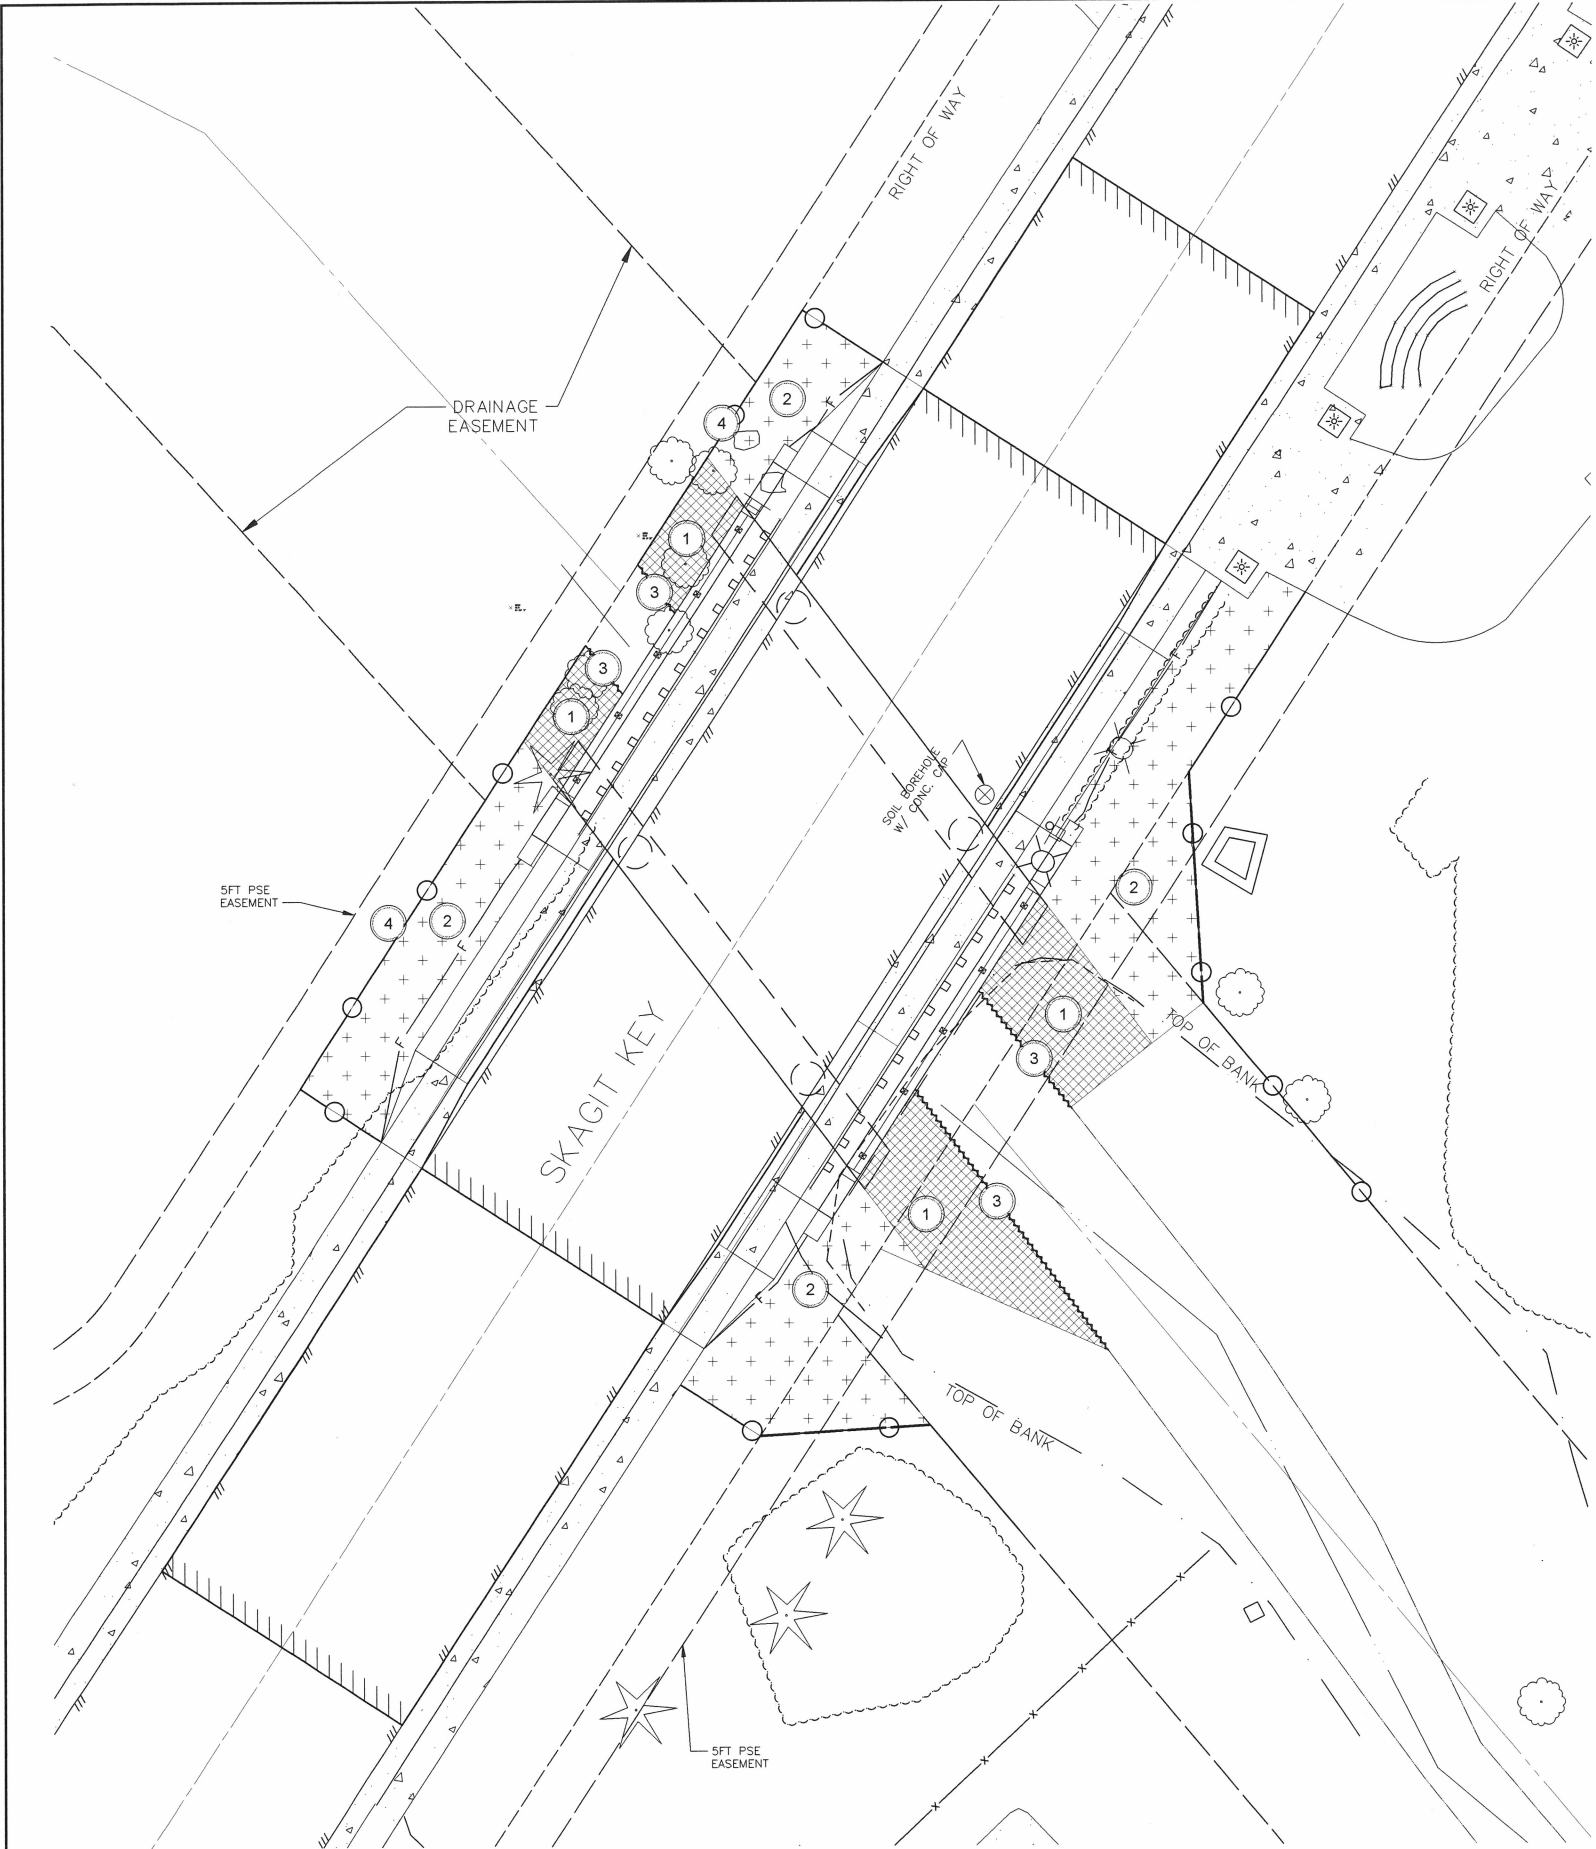 RIGHT OF WAY
RIGHT OF WAY
DRAINAGE
EASEMENT
2
4
1
3
3
1
SOIL BOREHOLE
W/ CONC. CAP
5FT PSE
EASEMENT
4
2
2
F
F
F
F
F
1
3
TOP OF BANK
SKAGIT KEY
1
3
2
TOP OF BANK
5FT PSE
EASEMENT
x
x
x
x
x